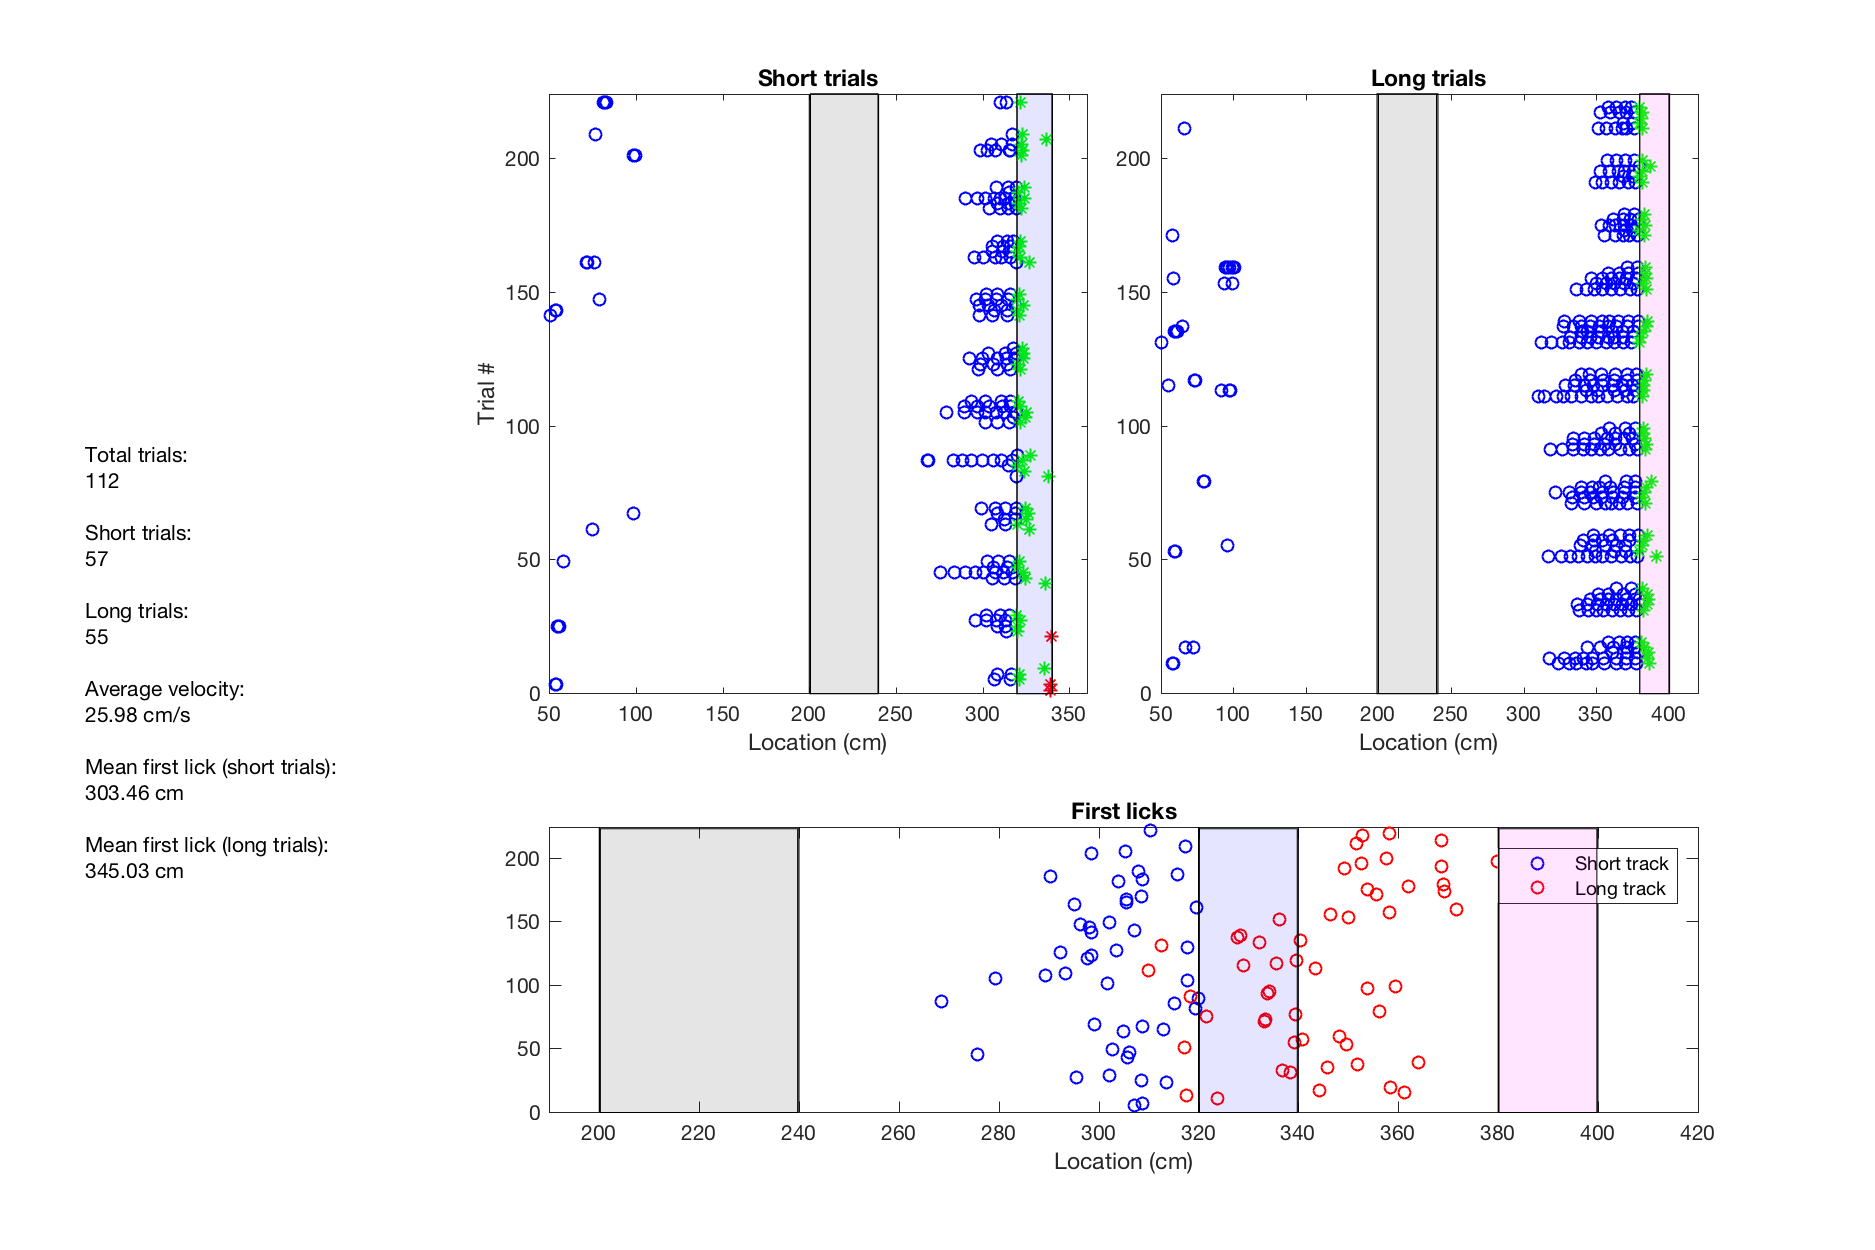 Total trials:
112
Short trials:
57
Long trials:
55
Average velocity:
25.98 cm/s
Mean first lick (short trials):
303.46 cm
Mean first lick (long trials):
345.03 cm
Short trials
Trial #
200
150
100
50
0
50 100 150 200 250 300 350
Location (cm)
Long trials
200
150
100
50
0
50 100 150 200 250 300 350 400
Location (cm)
First licks
200
150
100
50
0
Short track
Long track
200 220 240 260 280 300 320 340 360 380 400 420
Location (cm)